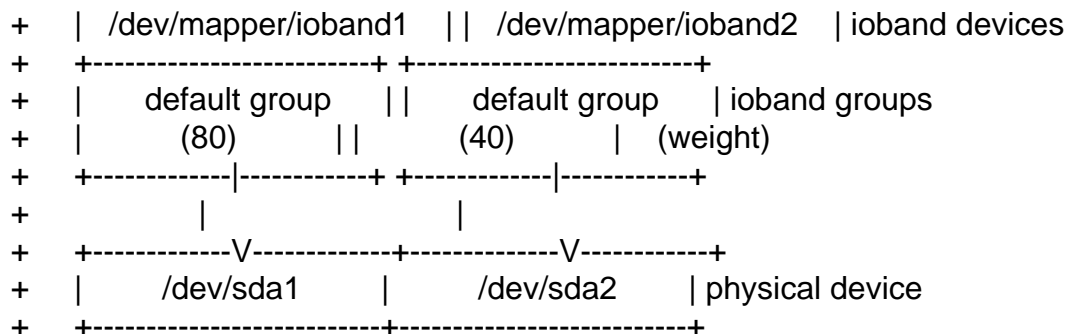 + | /dev/mapper/ioband1 | | /dev/mapper/ioband2 | ioband devices
+ +-------------------------+ +-------------------------+
+ | default group | | default group | ioband groups
+ | (80) | | (40) | (weight)
+ +-------------|------------+ +-------------|------------+
+ | |
+ +-------------V-------------+--------------V------------+
+ | /dev/sda1 | /dev/sda2 | physical device
+ +---------------------------+---------------------------+